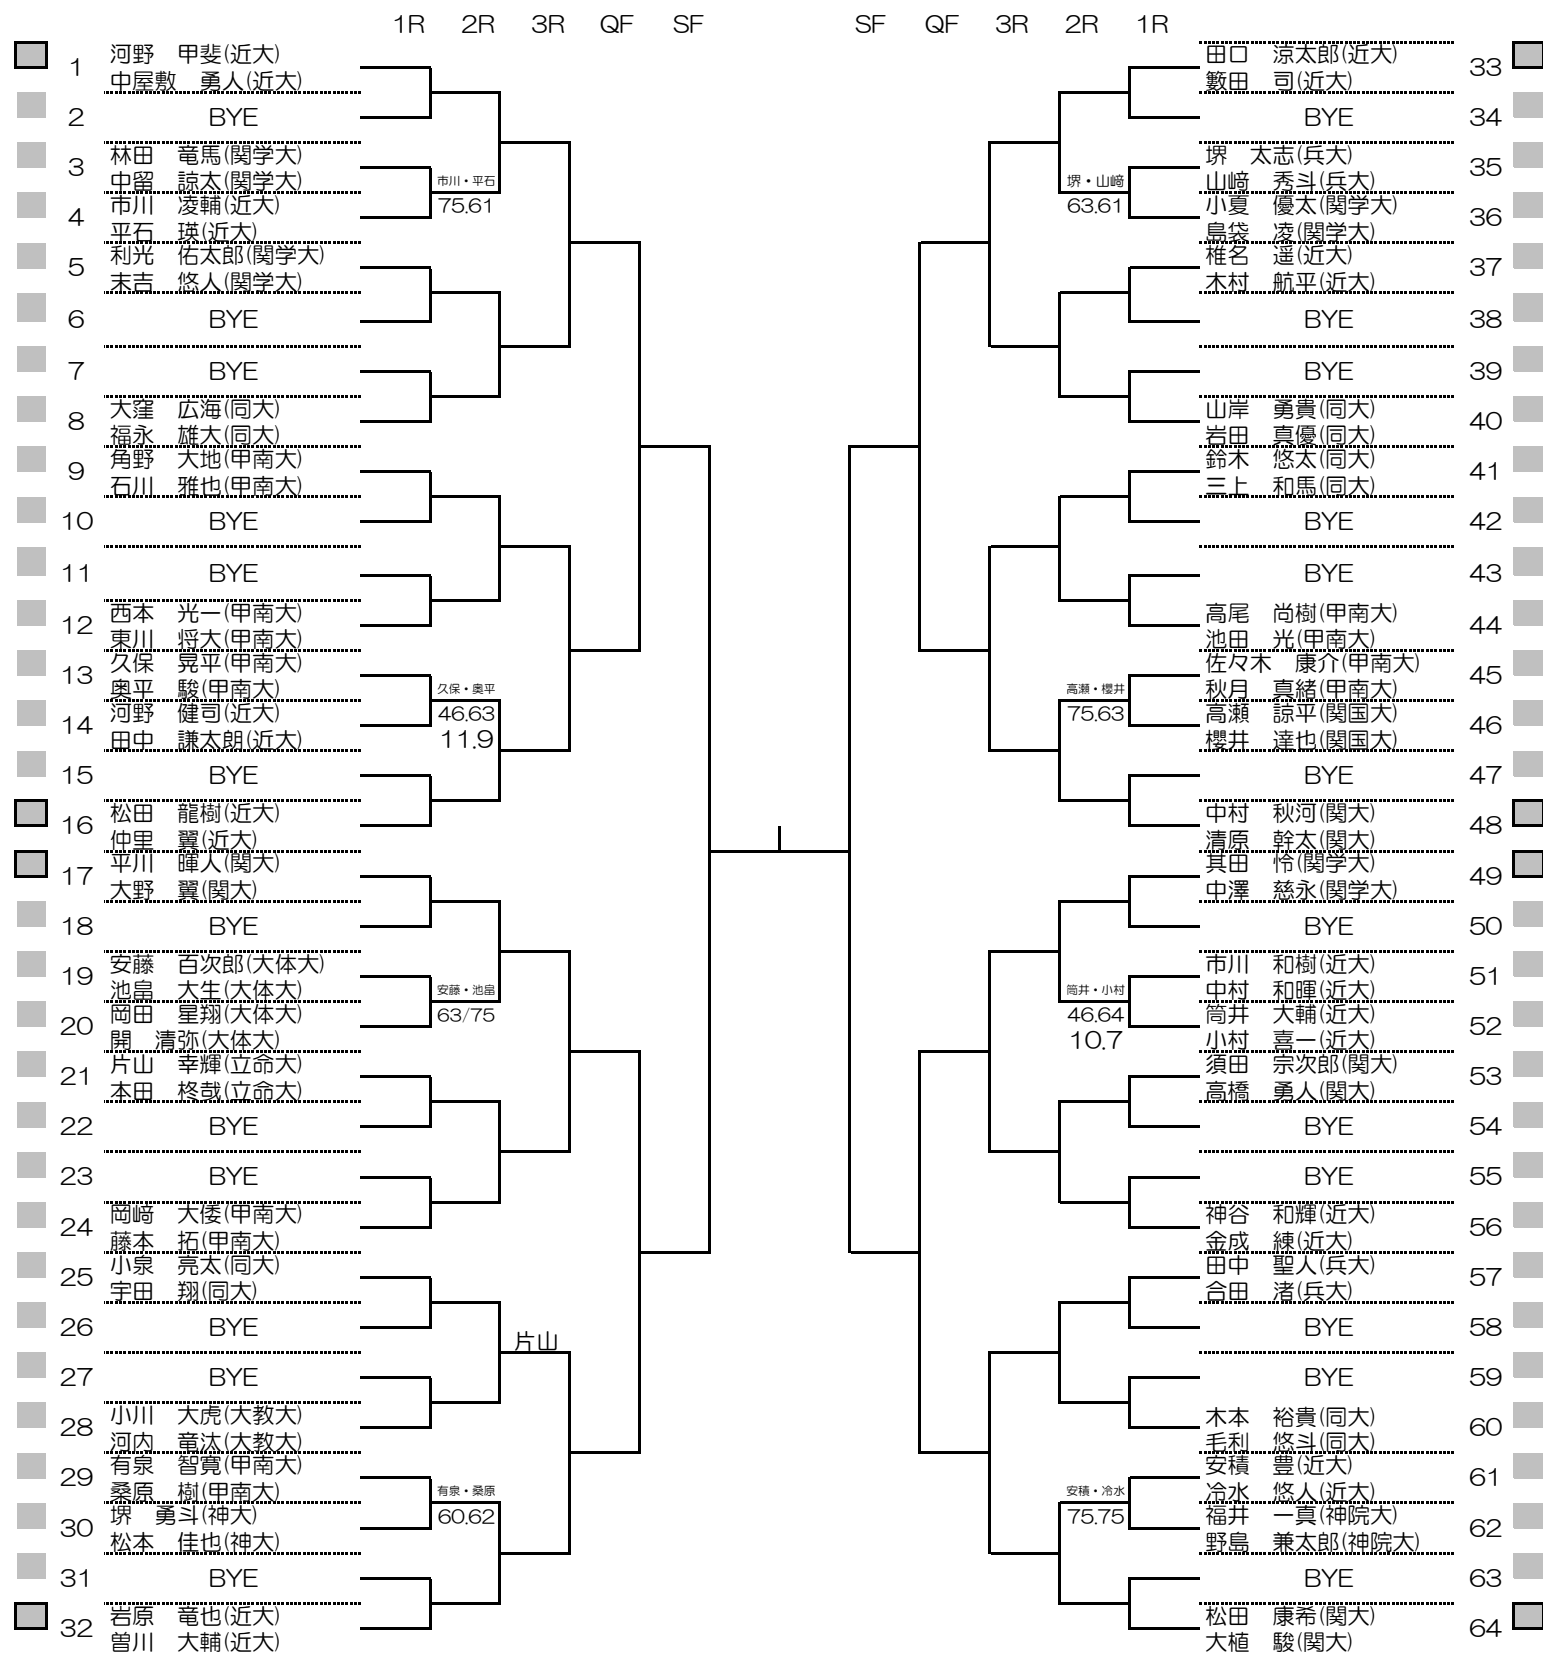 1R 2R 3R QF SF SF QF 3R 2R 1R
1
河野　甲斐(近大)
中屋敷　勇人(近大)
2
BYE
3
林田　竜馬(関学大)
中留　諒太(関学大)
市川・平石
75.61
4
市川　凌輔(近大)
平石　瑛(近大)
5
利光　佑太郎(関学大)
末吉　悠人(関学大)
6
BYE
7
BYE
8
大窪　広海(同大)
福永　雄大(同大)
9
角野　大地(甲南大)
石川　雅也(甲南大)
10
BYE
11
BYE
12
西本　光一(甲南大)
東川　将大(甲南大)
13
久保　晃平(甲南大)
奥平　駿(甲南大)
久保・奥平
46.63
11.9
14
河野　健司(近大)
田中　謙太朗(近大)
15
BYE
16
松田　龍樹(近大)
仲里　翼(近大)
17
平川　暉人(関大)
大野　翼(関大)
18
BYE
19
安藤　百次郎(大体大)
池畠　大生(大体大)
安藤・池畠
63/75
20
岡田　星翔(大体大)
開　清弥(大体大)
21
片山　幸輝(立命大)
本田　柊哉(立命大)
22
BYE
23
BYE
24
岡﨑　大倭(甲南大)
藤本　拓(甲南大)
25
小泉　亮太(同大)
宇田　翔(同大)
26
BYE
片山
27
BYE
28
小川　大虎(大教大)
河内　竜汰(大教大)
29
有泉　智寛(甲南大)
桑原　樹(甲南大)
有泉・桑原
60.62
30
堺　勇斗(神大)
松本　佳也(神大)
31
BYE
32
岩原　竜也(近大)
曽川　大輔(近大)
田口　涼太郎(近大)
籔田　司(近大)
33
BYE
34
堺　太志(兵大)
山﨑　秀斗(兵大)
35
堺・山﨑
63.61
小夏　優太(関学大)
島袋　凌(関学大)
36
椎名　遥(近大)
木村　航平(近大)
37
BYE
38
BYE
39
山岸　勇貴(同大)
岩田　真優(同大)
40
鈴木　悠太(同大)
三上　和馬(同大)
41
BYE
42
BYE
43
高尾　尚樹(甲南大)
池田　光(甲南大)
44
佐々木　康介(甲南大)
秋月　真緒(甲南大)
45
高瀬・櫻井
75.63
高瀬　諒平(関国大)
櫻井　達也(関国大)
46
BYE
47
中村　秋河(関大)
清原　幹太(関大)
48
其田　怜(関学大)
中澤　慈永(関学大)
49
BYE
50
市川　和樹(近大)
中村　和暉(近大)
51
筒井・小村
46.64
10.7
筒井　大輔(近大)
小村　喜一(近大)
52
須田　宗次郎(関大)
高橋　勇人(関大)
53
BYE
54
BYE
55
神谷　和輝(近大)
金成　練(近大)
56
田中　聖人(兵大)
合田　渚(兵大)
57
BYE
58
BYE
59
木本　裕貴(同大)
毛利　悠斗(同大)
60
安積　豊(近大)
冷水　悠人(近大)
61
安積・冷水
75.75
福井　一真(神院大)
野島　兼太郎(神院大)
62
BYE
63
松田　康希(関大)
大植　駿(関大)
64